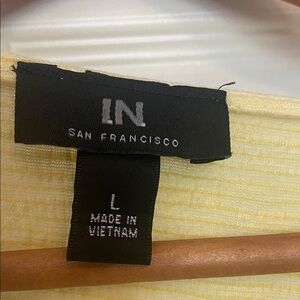 IN
SAN FRANCISCO
L
MADE IN
VIETNAM